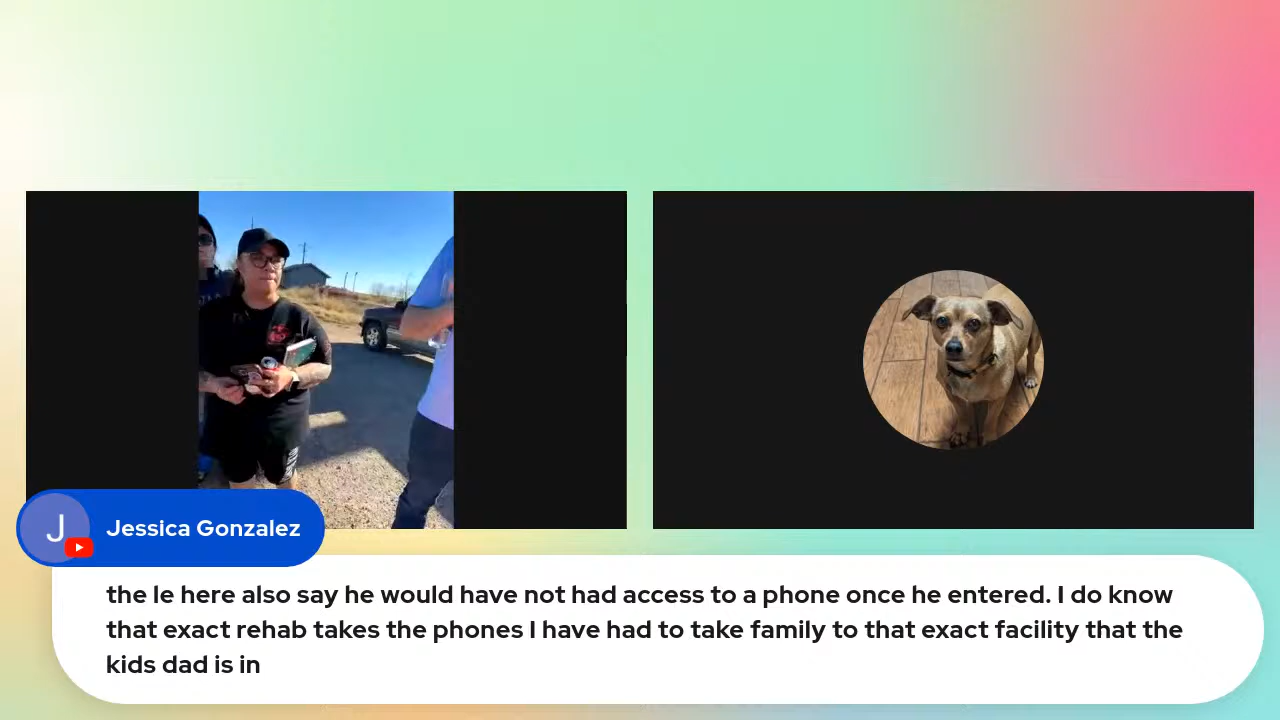 J
Jessica Gonzalez
the le here also say he would have not had access to a phone once he entered. I do know
that exact rehab takes the phones I have had to take family to that exact facility that the
kids dad is in